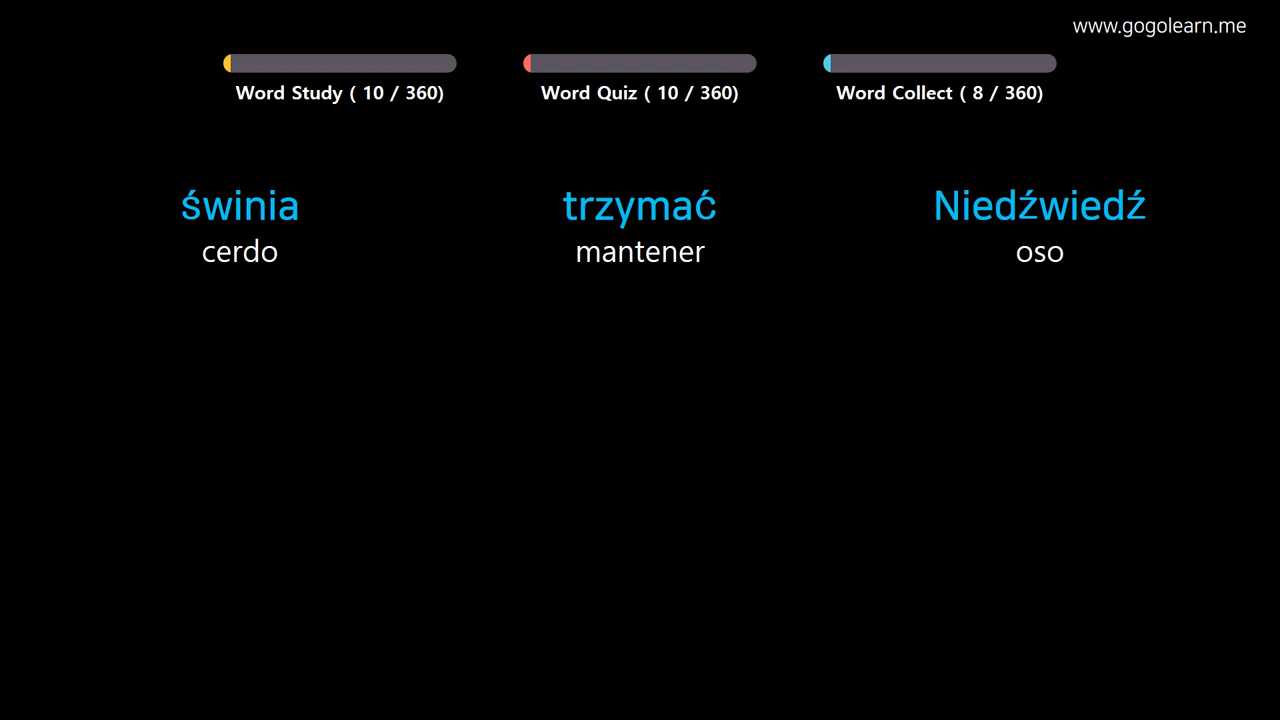 www.gogolearn.me
Word Study ( 10 / 360)
Word Quiz ( 10 / 360)
Word Collect ( 8 / 360)
świnia
cerdo
trzymać
mantener
Niedźwiedź
oso